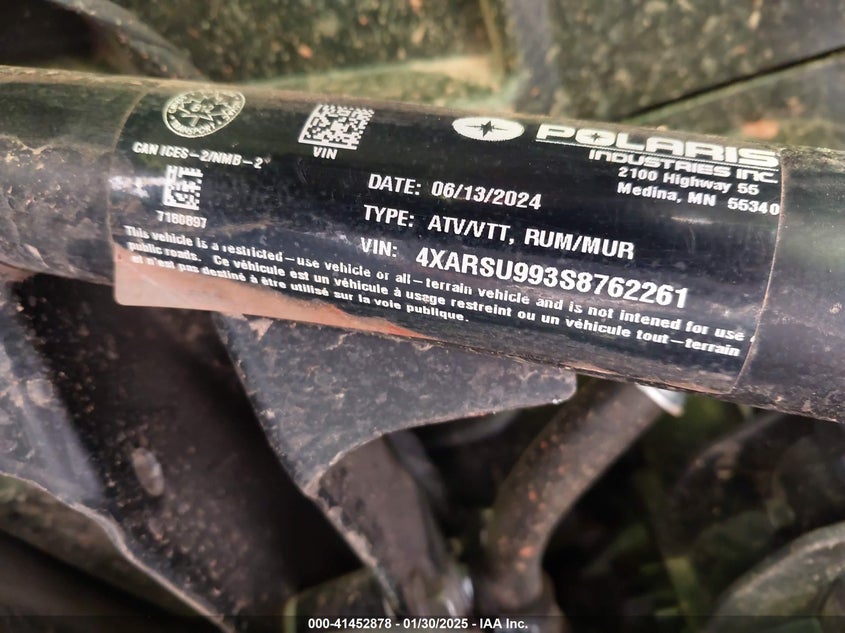 CAN ICES-2/NMB-2
VIN
POLARIS
INDUSTRIES INC.
2100 Highway 55
Medina, MN 55340
7180897
DATE: 06/13/2024
TYPE: ATV/VTT, RUM/MUR
VIN: 4XARSU993S8762261
This vehicle is a restricted-use vehicle or all-terrain vehicle and is not intened for use
public roads. Ce véhicule est un véhicule à usage restreint ou un véhicule tout-terrain
et n'est pas destiné à être utilisé sur la voie publique.
000-41452878 - 01/30/2025 - IAA Inc.